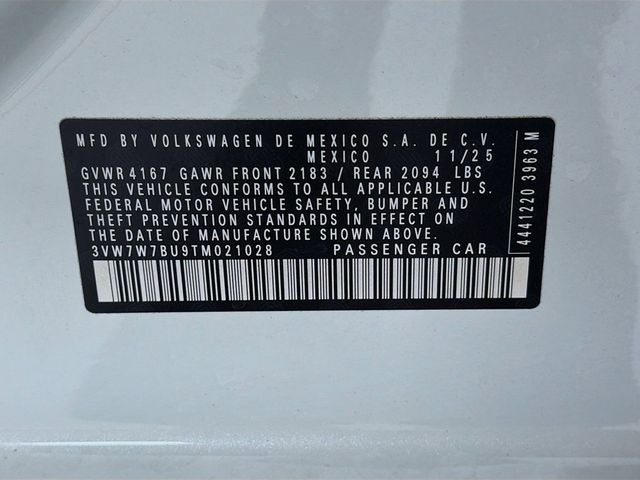 MFD BY VOLKSWAGEN DE MEXICO S.A. DE C.V.
MEXICO 11/25
GVWR 4167 GAWR FRONT 2183 / REAR 2094 LBS
THIS VEHICLE CONFORMS TO ALL APPLICABLE U.S.
FEDERAL MOTOR VEHICLE SAFETY, BUMPER AND
THEFT PREVENTION STANDARDS IN EFFECT ON
THE DATE OF MANUFACTURE SHOWN ABOVE.
3VW7W7BU9TM021028 PASSENGER CAR
4441220 3963 M